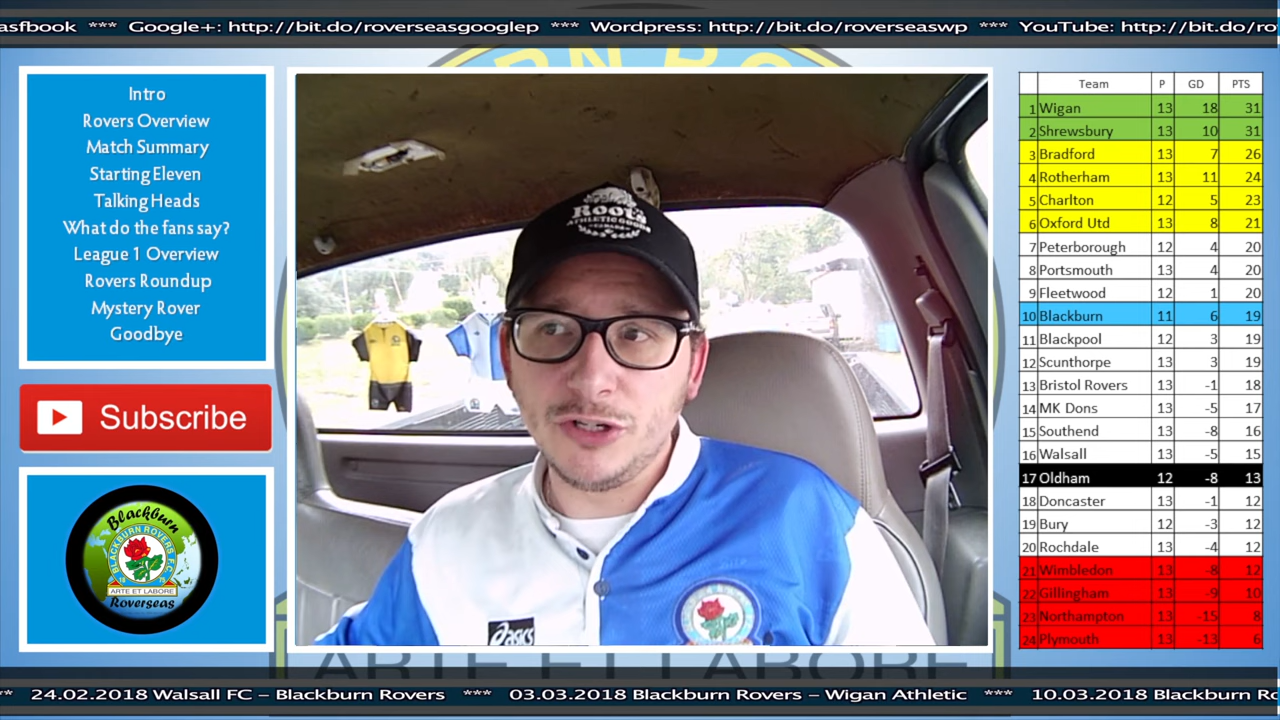 asfbook *** Google+: http://bit.do/roverseasgooglep *** Wordpress: http://bit.do/roverseaswp *** YouTube: http://bit.do/ro
Intro
Rovers Overview
Match Summary
Starting Eleven
Talking Heads
What do the fans say?
League 1 Overview
Rovers Roundup
Mystery Rover
Goodbye
Subscribe
Blackburn
BLACKBURN ROVERS F.C.
18 75
ARTE ET LABORE
Roverseas
Roots
ATHLETIC GOODS
CANADA
asics
Team P GD PTS
1 Wigan 13 18 31
2 Shrewsbury 13 10 31
3 Bradford 13 7 26
4 Rotherham 13 11 24
5 Charlton 12 5 23
6 Oxford Utd 13 8 21
7 Peterborough 12 4 20
8 Portsmouth 13 4 20
9 Fleetwood 12 1 20
10 Blackburn 11 6 19
11 Blackpool 12 3 19
12 Scunthorpe 13 3 19
13 Bristol Rovers 13 -1 18
14 MK Dons 13 -5 17
15 Southend 13 -8 16
16 Walsall 13 -5 15
17 Oldham 12 -8 13
18 Doncaster 13 -1 12
19 Bury 12 -3 12
20 Rochdale 13 -4 12
21 Wimbledon 13 -8 12
22 Gillingham 13 -9 10
23 Northampton 13 -15 8
24 Plymouth 13 -13 6
ARTE ET LABORE
** 24.02.2018 Walsall FC – Blackburn Rovers *** 03.03.2018 Blackburn Rovers – Wigan Athletic *** 10.03.2018 Blackburn Ro